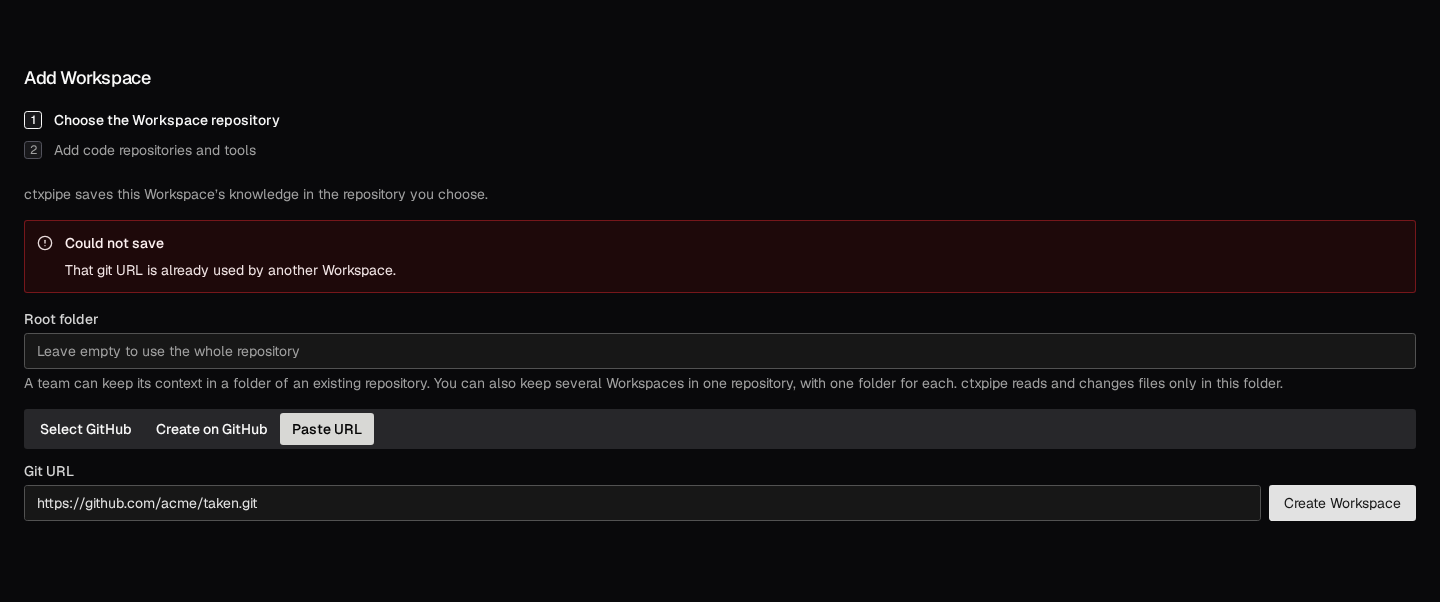 Add Workspace
1 Choose the Workspace repository
2 Add code repositories and tools
ctxpipe saves this Workspace's knowledge in the repository you choose.
Could not save
That git URL is already used by another Workspace.
Root folder
Leave empty to use the whole repository
A team can keep its context in a folder of an existing repository. You can also keep several Workspaces in one repository, with one folder for each. ctxpipe reads and changes files only in this folder.
Select GitHub Create on GitHub Paste URL
Git URL
https://github.com/acme/taken.git Create Workspace